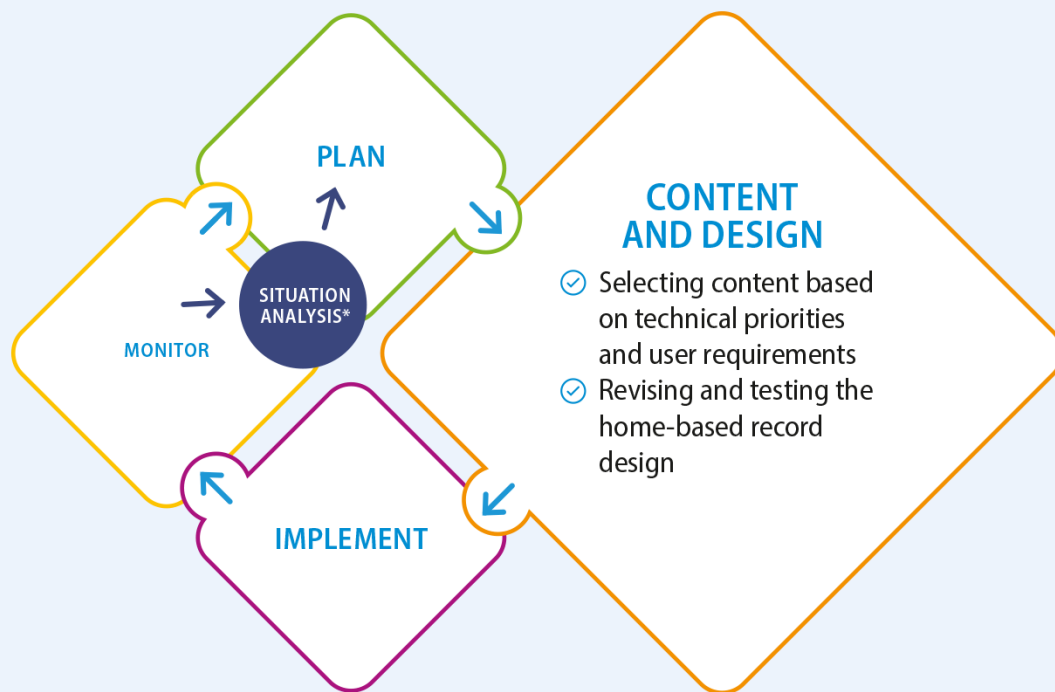 PLAN
SITUATION
ANALYSIS*
MONITOR
IMPLEMENT
CONTENT
AND DESIGN
Selecting content based
on technical priorities
and user requirements
Revising and testing the
home-based record
design